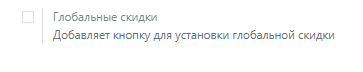 Глобальные скидки
Добавляет кнопку для установки глобальной скидки